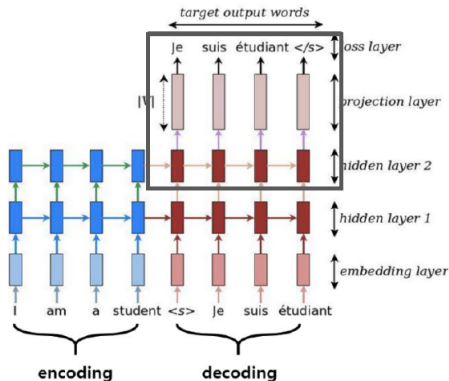 target output words
Je suis étudiant </s> oss layer
|V| projection layer
hidden layer 2
hidden layer 1
embedding layer
I am a student <s> Je suis étudiant
encoding decoding